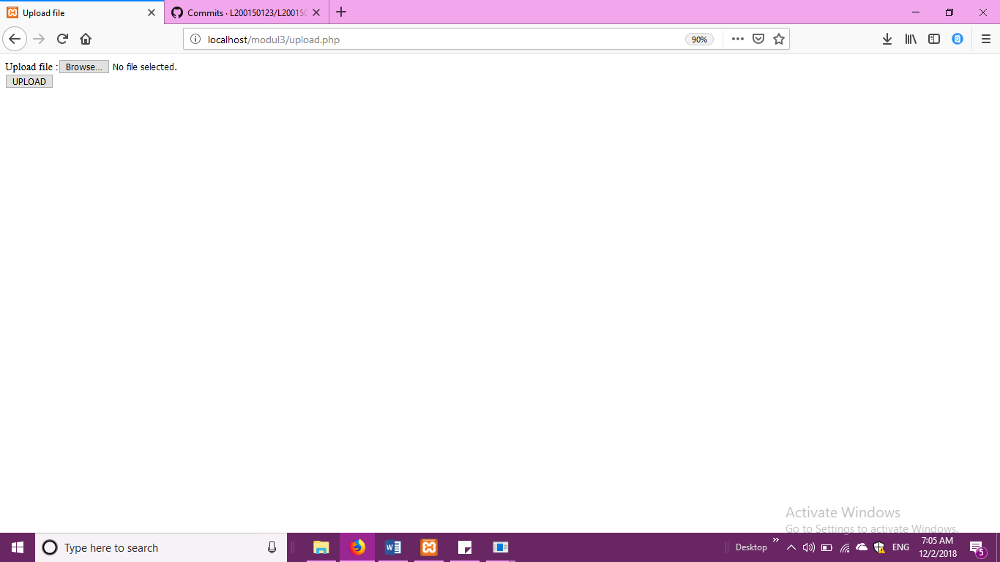 Upload file
Commits · L200150123/L20015
localhost/modul3/upload.php
90%
Upload file : Browse... No file selected.
UPLOAD
Activate Windows
Go to Settings to activate Windows.
Type here to search
Desktop
ENG
7:05 AM
12/2/2018
5